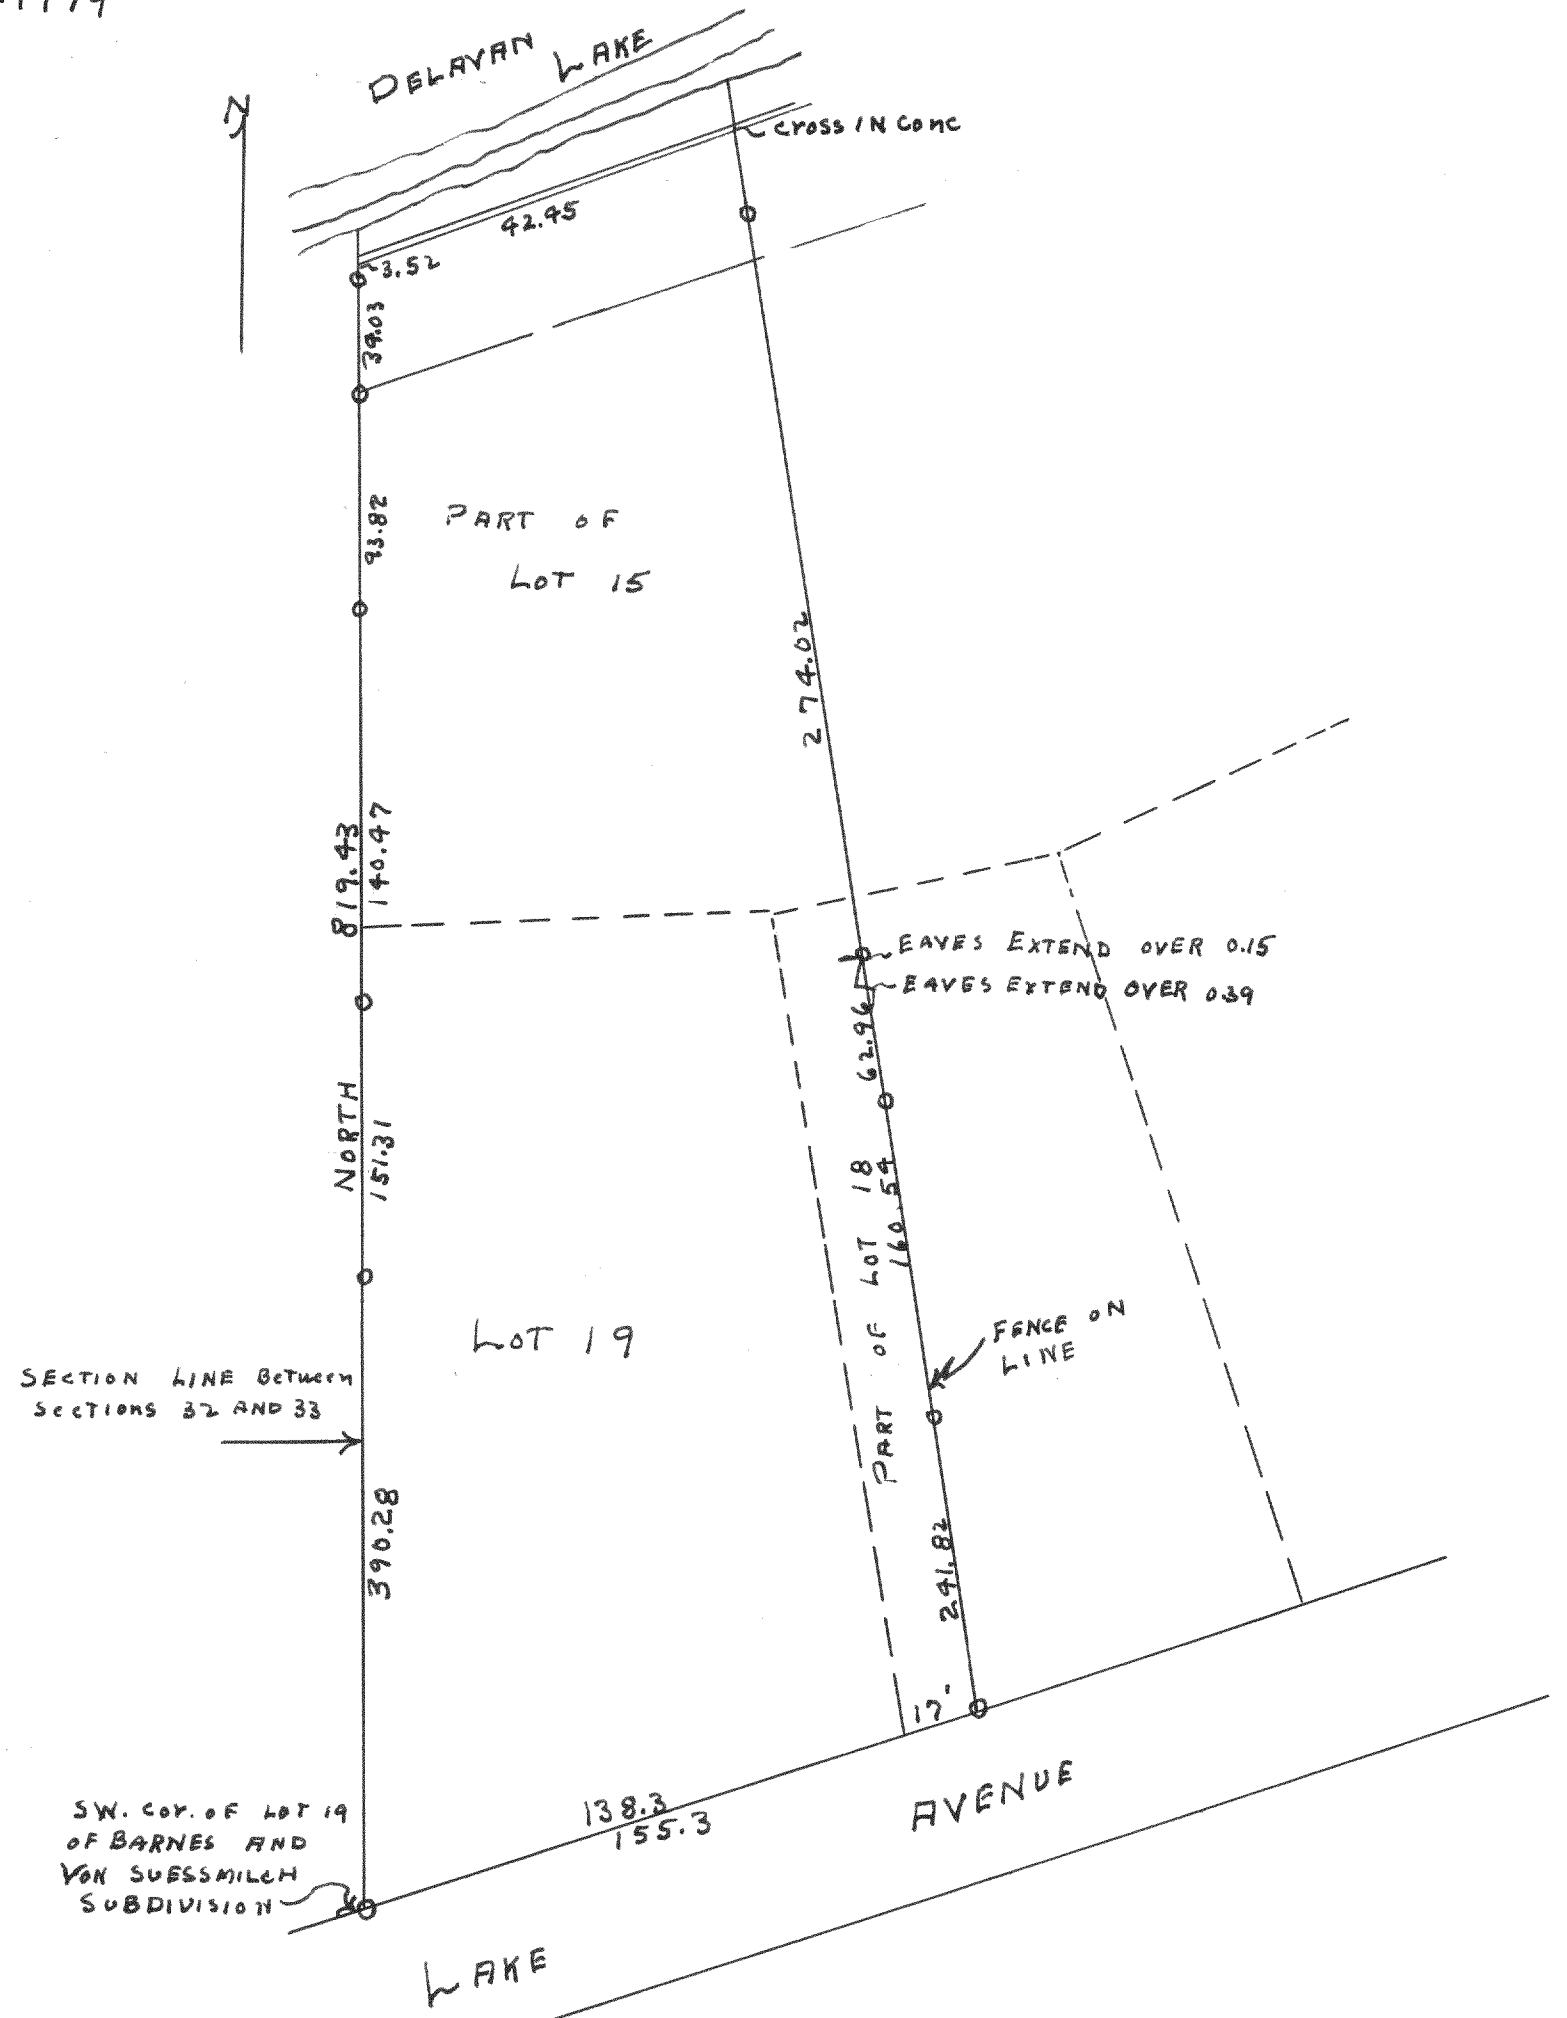 DELAVAN LAKE
N
CROSS IN CONC
42.45
3.52
39.03
93.82
PART OF
LOT 15
274.02
819.43
140.47
EAVES EXTEND OVER 0.15
EAVES EXTEND OVER 039
62.96
NORTH
151.31
PART OF LOT 18
160.54
FENCE ON
LINE
LOT 19
SECTION LINE BETWEEN
SECTIONS 32 AND 33
390.28
241.82
17'
138.3
155.3
SW. COR. OF LOT 19
OF BARNES AND
VON SUESSMILCH
SUBDIVISION
LAKE AVENUE